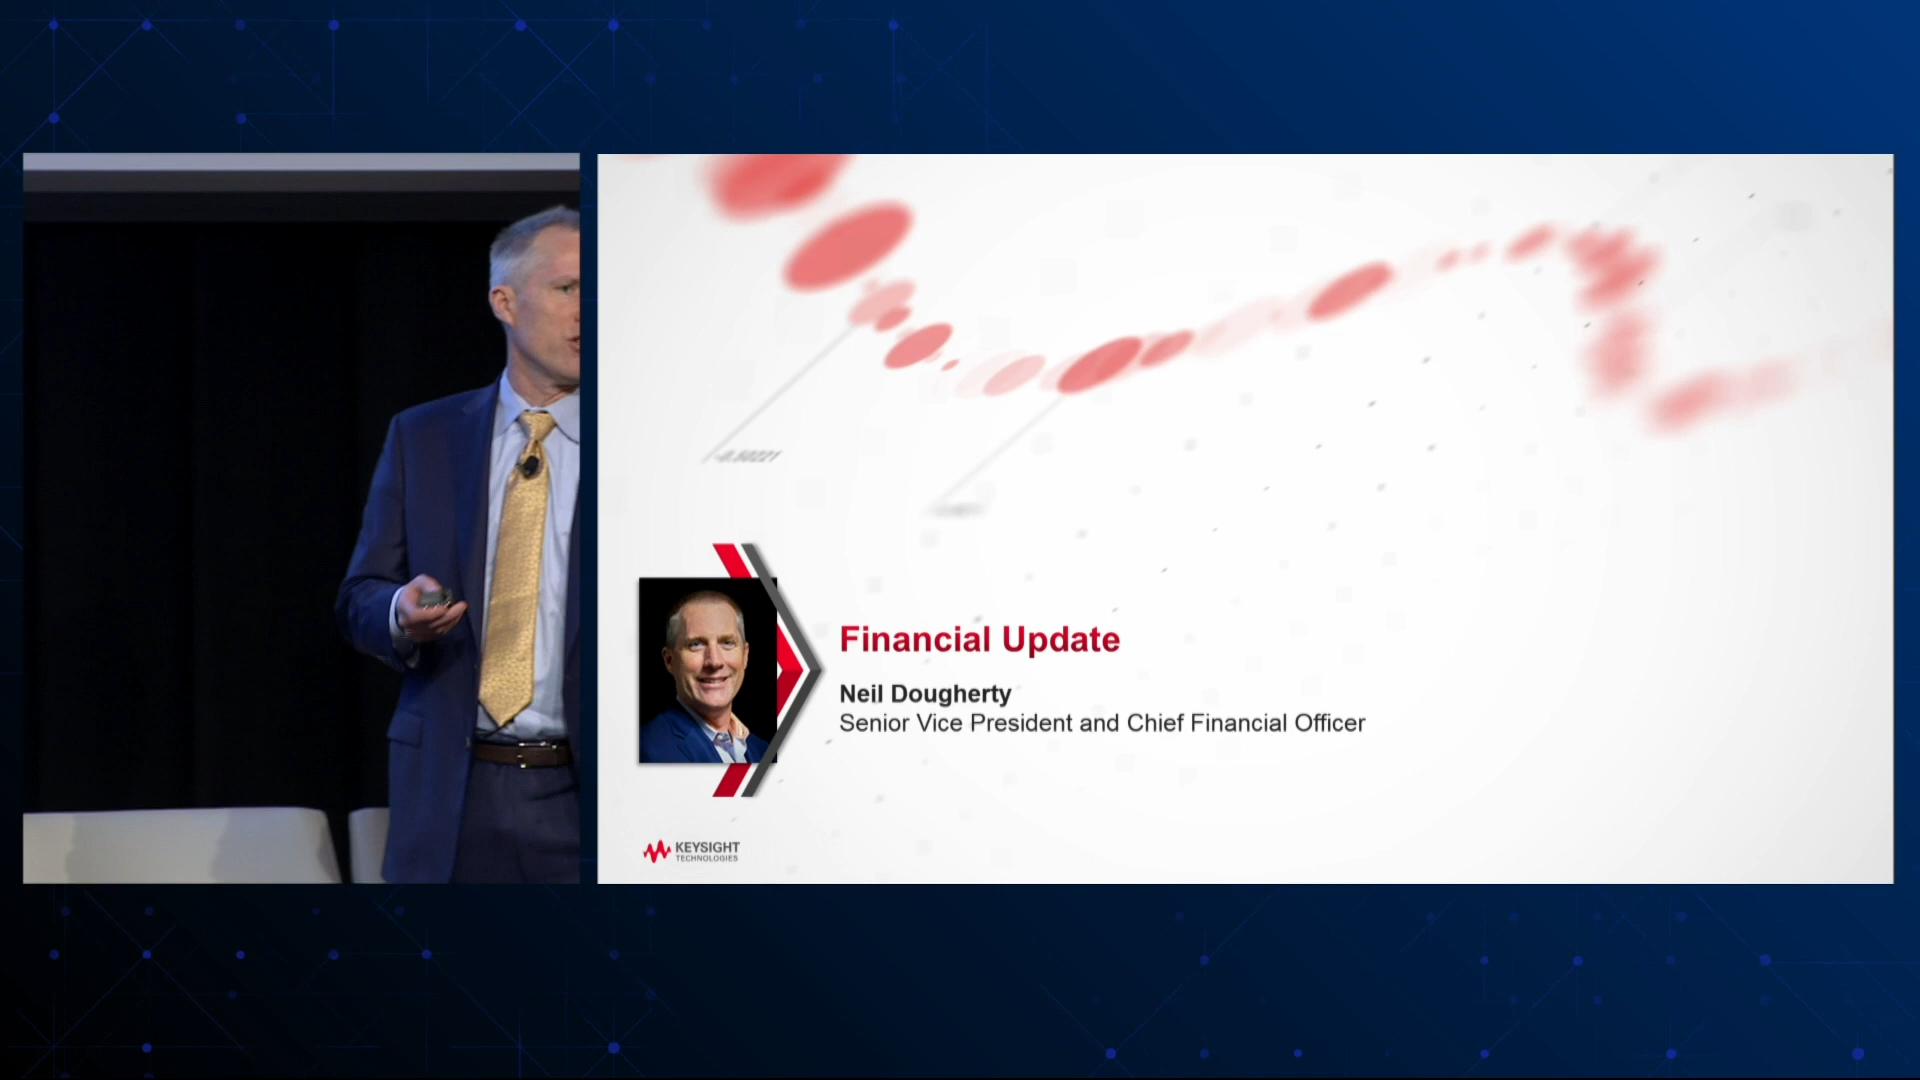 Financial Update
Neil Dougherty
Senior Vice President and Chief Financial Officer
KEYSIGHT
TECHNOLOGIES